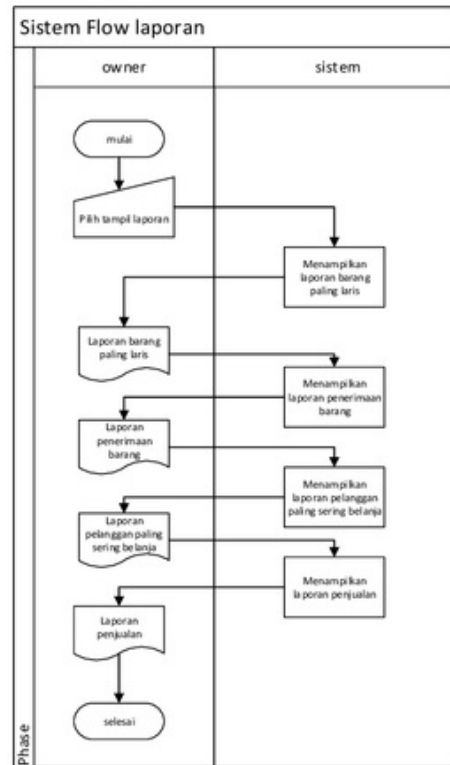 Sistem Flow laporan
owner
sistem
mulai
Pilih tampil laporan
Menampilkan
laporan barang
paling laris
Laporan barang
paling laris
Menampilkan
laporan penerimaan
barang
Laporan
penerimaan
barang
Menampilkan
laporan pelanggan
paling sering belanja
Laporan
pelanggan paling
sering belanja
Menampilkan
laporan penjualan
Laporan
penjualan
selesai
Phase